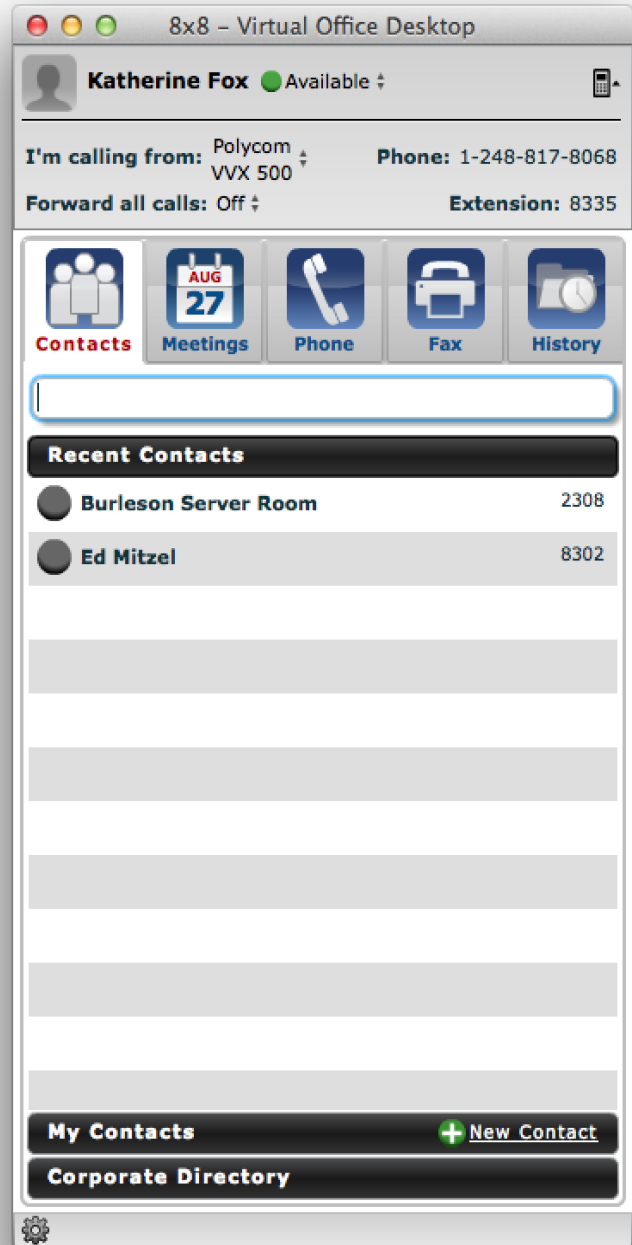 8x8 – Virtual Office Desktop
Katherine Fox Available
I'm calling from: Polycom VVX 500 Phone: 1-248-817-8068
Forward all calls: Off Extension: 8335
AUG
27
Contacts Meetings Phone Fax History
Recent Contacts
Burleson Server Room 2308
Ed Mitzel 8302
My Contacts New Contact
Corporate Directory